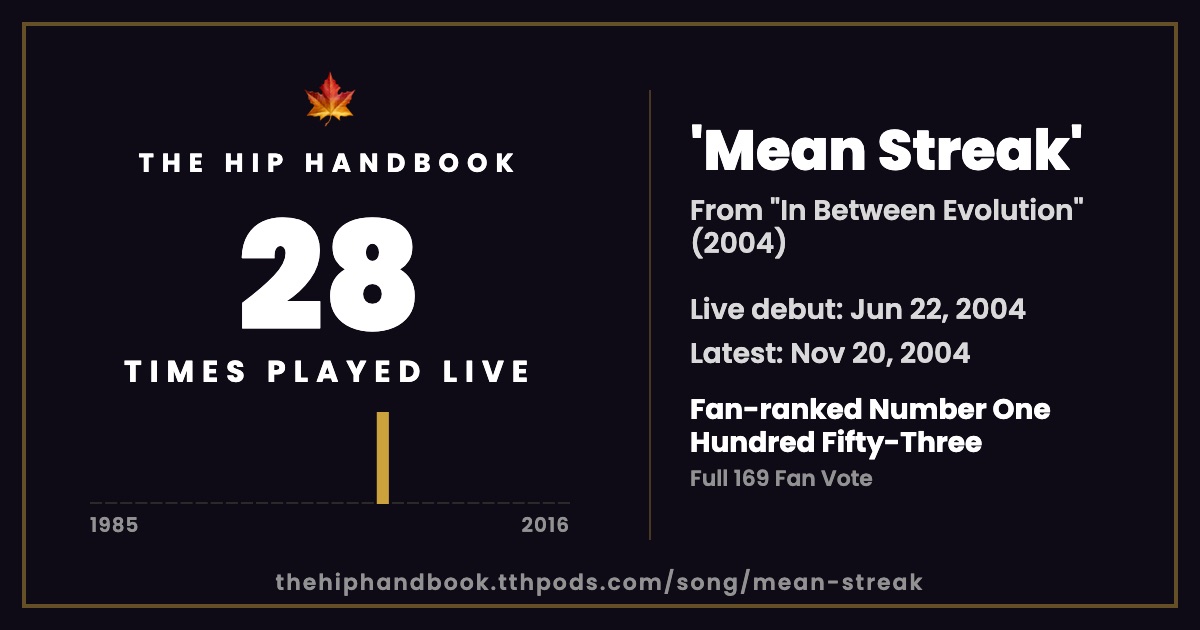 THE HIP HANDBOOK
28
TIMES PLAYED LIVE
1985
2016
'Mean Streak'
From "In Between Evolution"
(2004)
Live debut: Jun 22, 2004
Latest: Nov 20, 2004
Fan-ranked Number One
Hundred Fifty-Three
Full 169 Fan Vote
thehiphandbook.tthpods.com/song/mean-streak